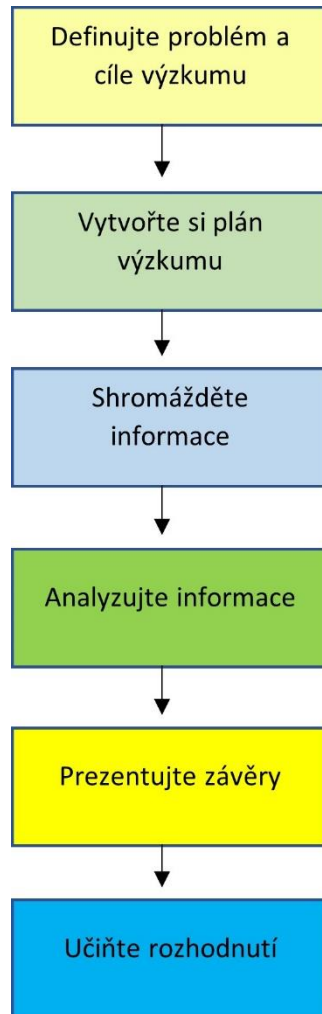 Definujte problém a
cíle výzkumu
Vytvořte si plán
výzkumu
Shromážděte
informace
Analyzujte informace
Prezentujte závěry
Učiňte rozhodnutí